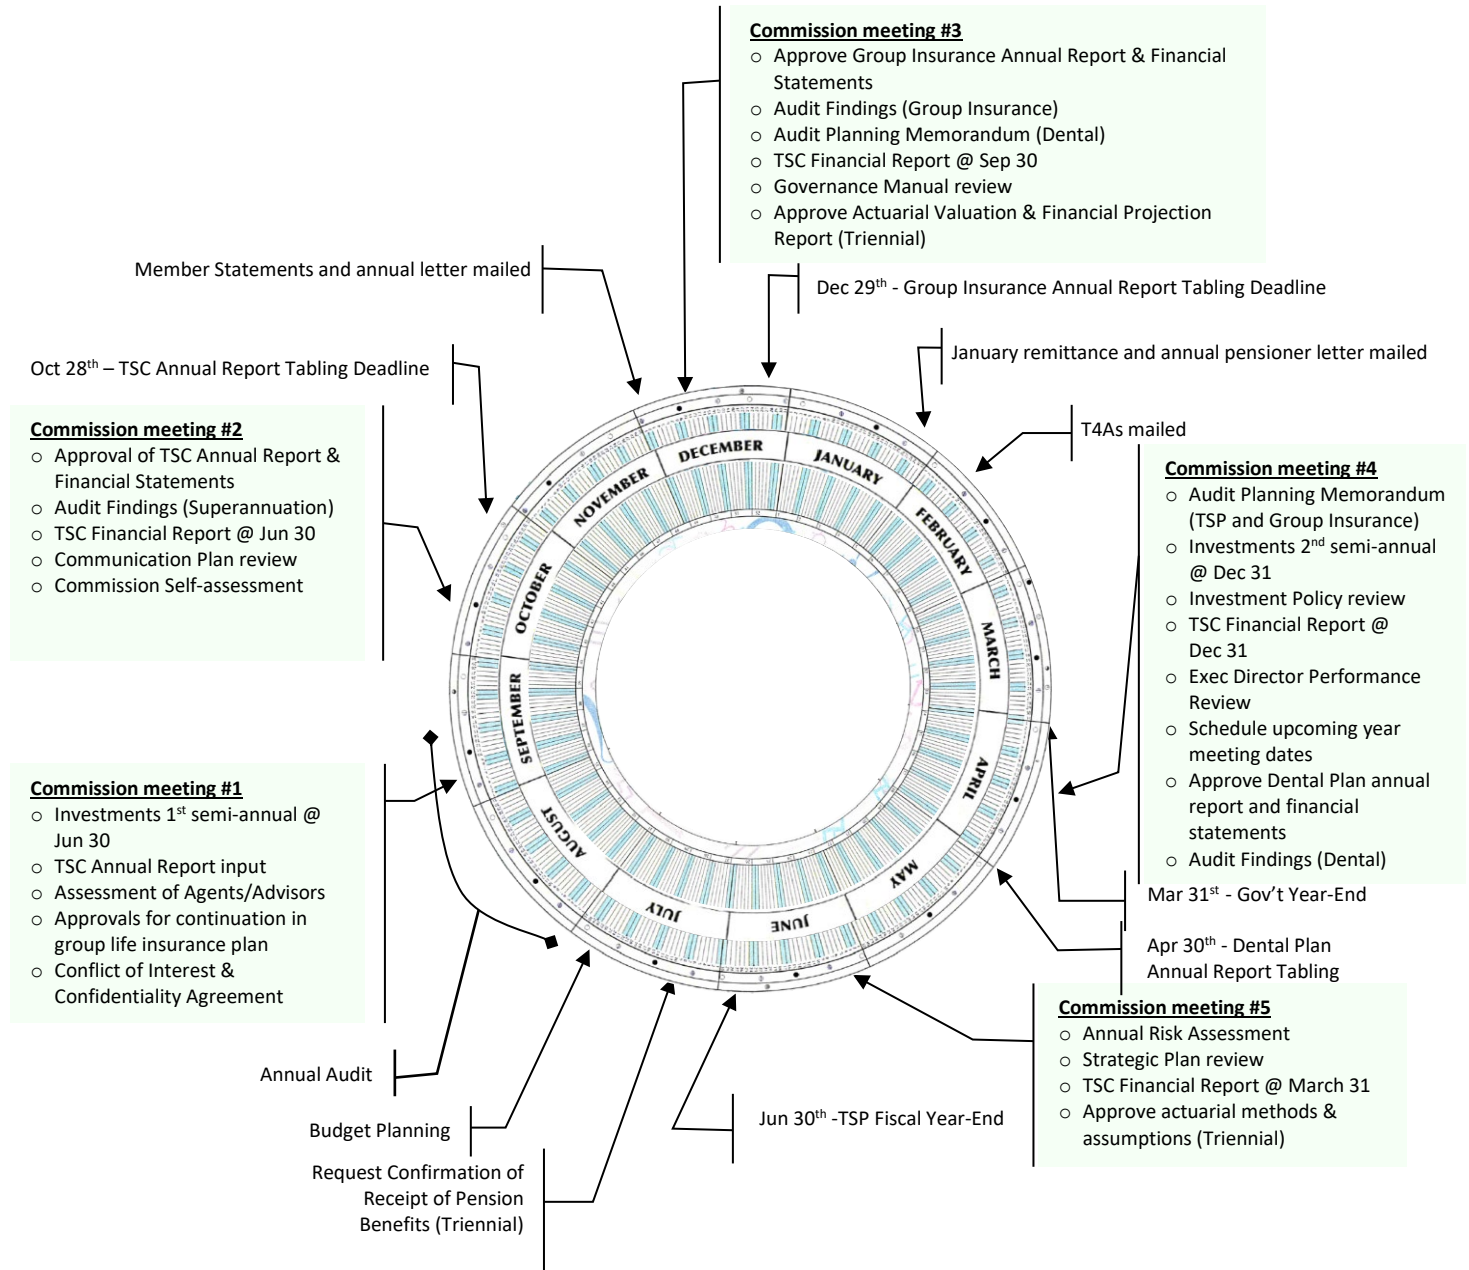 Commission meeting #3
o Approve Group Insurance Annual Report & Financial
Statements
o Audit Findings (Group Insurance)
o Audit Planning Memorandum (Dental)
o TSC Financial Report @ Sep 30
o Governance Manual review
o Approve Actuarial Valuation & Financial Projection
Report (Triennial)
Member Statements and annual letter mailed
Dec 29th - Group Insurance Annual Report Tabling Deadline
January remittance and annual pensioner letter mailed
Oct 28th – TSC Annual Report Tabling Deadline
T4As mailed
Commission meeting #2
o Approval of TSC Annual Report &
Financial Statements
o Audit Findings (Superannuation)
o TSC Financial Report @ Jun 30
o Communication Plan review
o Commission Self-assessment
Commission meeting #4
o Audit Planning Memorandum
(TSP and Group Insurance)
o Investments 2nd semi-annual
@ Dec 31
o Investment Policy review
o TSC Financial Report @
Dec 31
o Exec Director Performance
Review
o Schedule upcoming year
meeting dates
o Approve Dental Plan annual
report and financial
statements
o Audit Findings (Dental)
DECEMBER
JANUARY
FEBRUARY
MARCH
APRIL
MAY
JUNE
JULY
AUGUST
SEPTEMBER
OCTOBER
NOVEMBER
Commission meeting #1
o Investments 1st semi-annual @
Jun 30
o TSC Annual Report input
o Assessment of Agents/Advisors
o Approvals for continuation in
group life insurance plan
o Conflict of Interest &
Confidentiality Agreement
Mar 31st - Gov’t Year-End
Apr 30th - Dental Plan
Annual Report Tabling
Commission meeting #5
o Annual Risk Assessment
o Strategic Plan review
o TSC Financial Report @ March 31
o Approve actuarial methods &
assumptions (Triennial)
Annual Audit
Budget Planning
Jun 30th -TSP Fiscal Year-End
Request Confirmation of
Receipt of Pension
Benefits (Triennial)